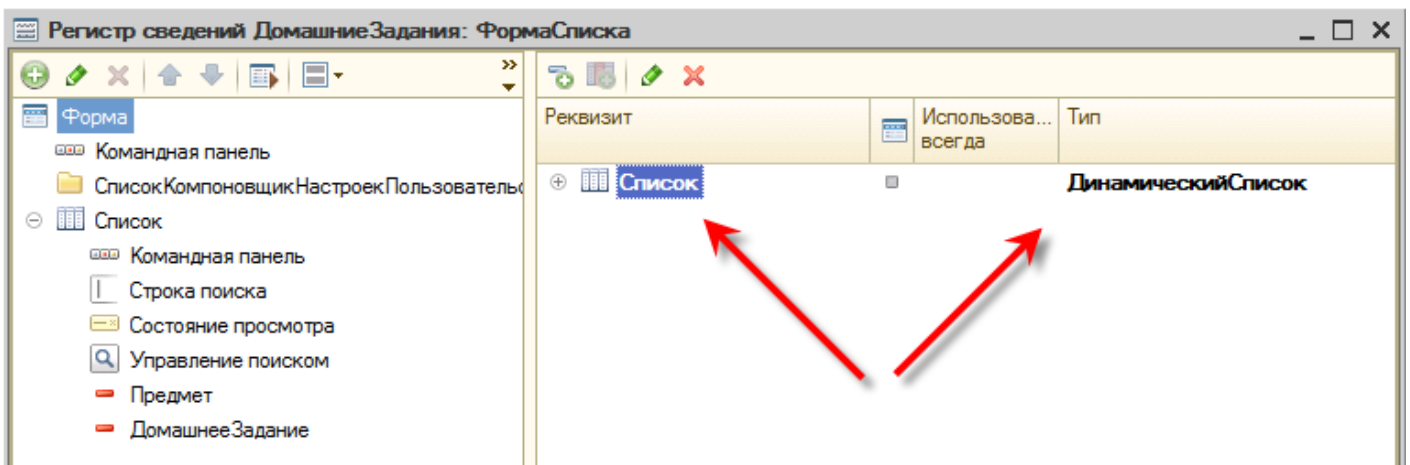 Регистр сведений ДомашниеЗадания: ФормаСписка
Форма
Командная панель
СписокКомпоновщикНастроекПользовательс
Список
Командная панель
Строка поиска
Состояние просмотра
Управление поиском
Предмет
ДомашнееЗадание
Реквизит
Использова... Тип
всегда
Список
ДинамическийСписок